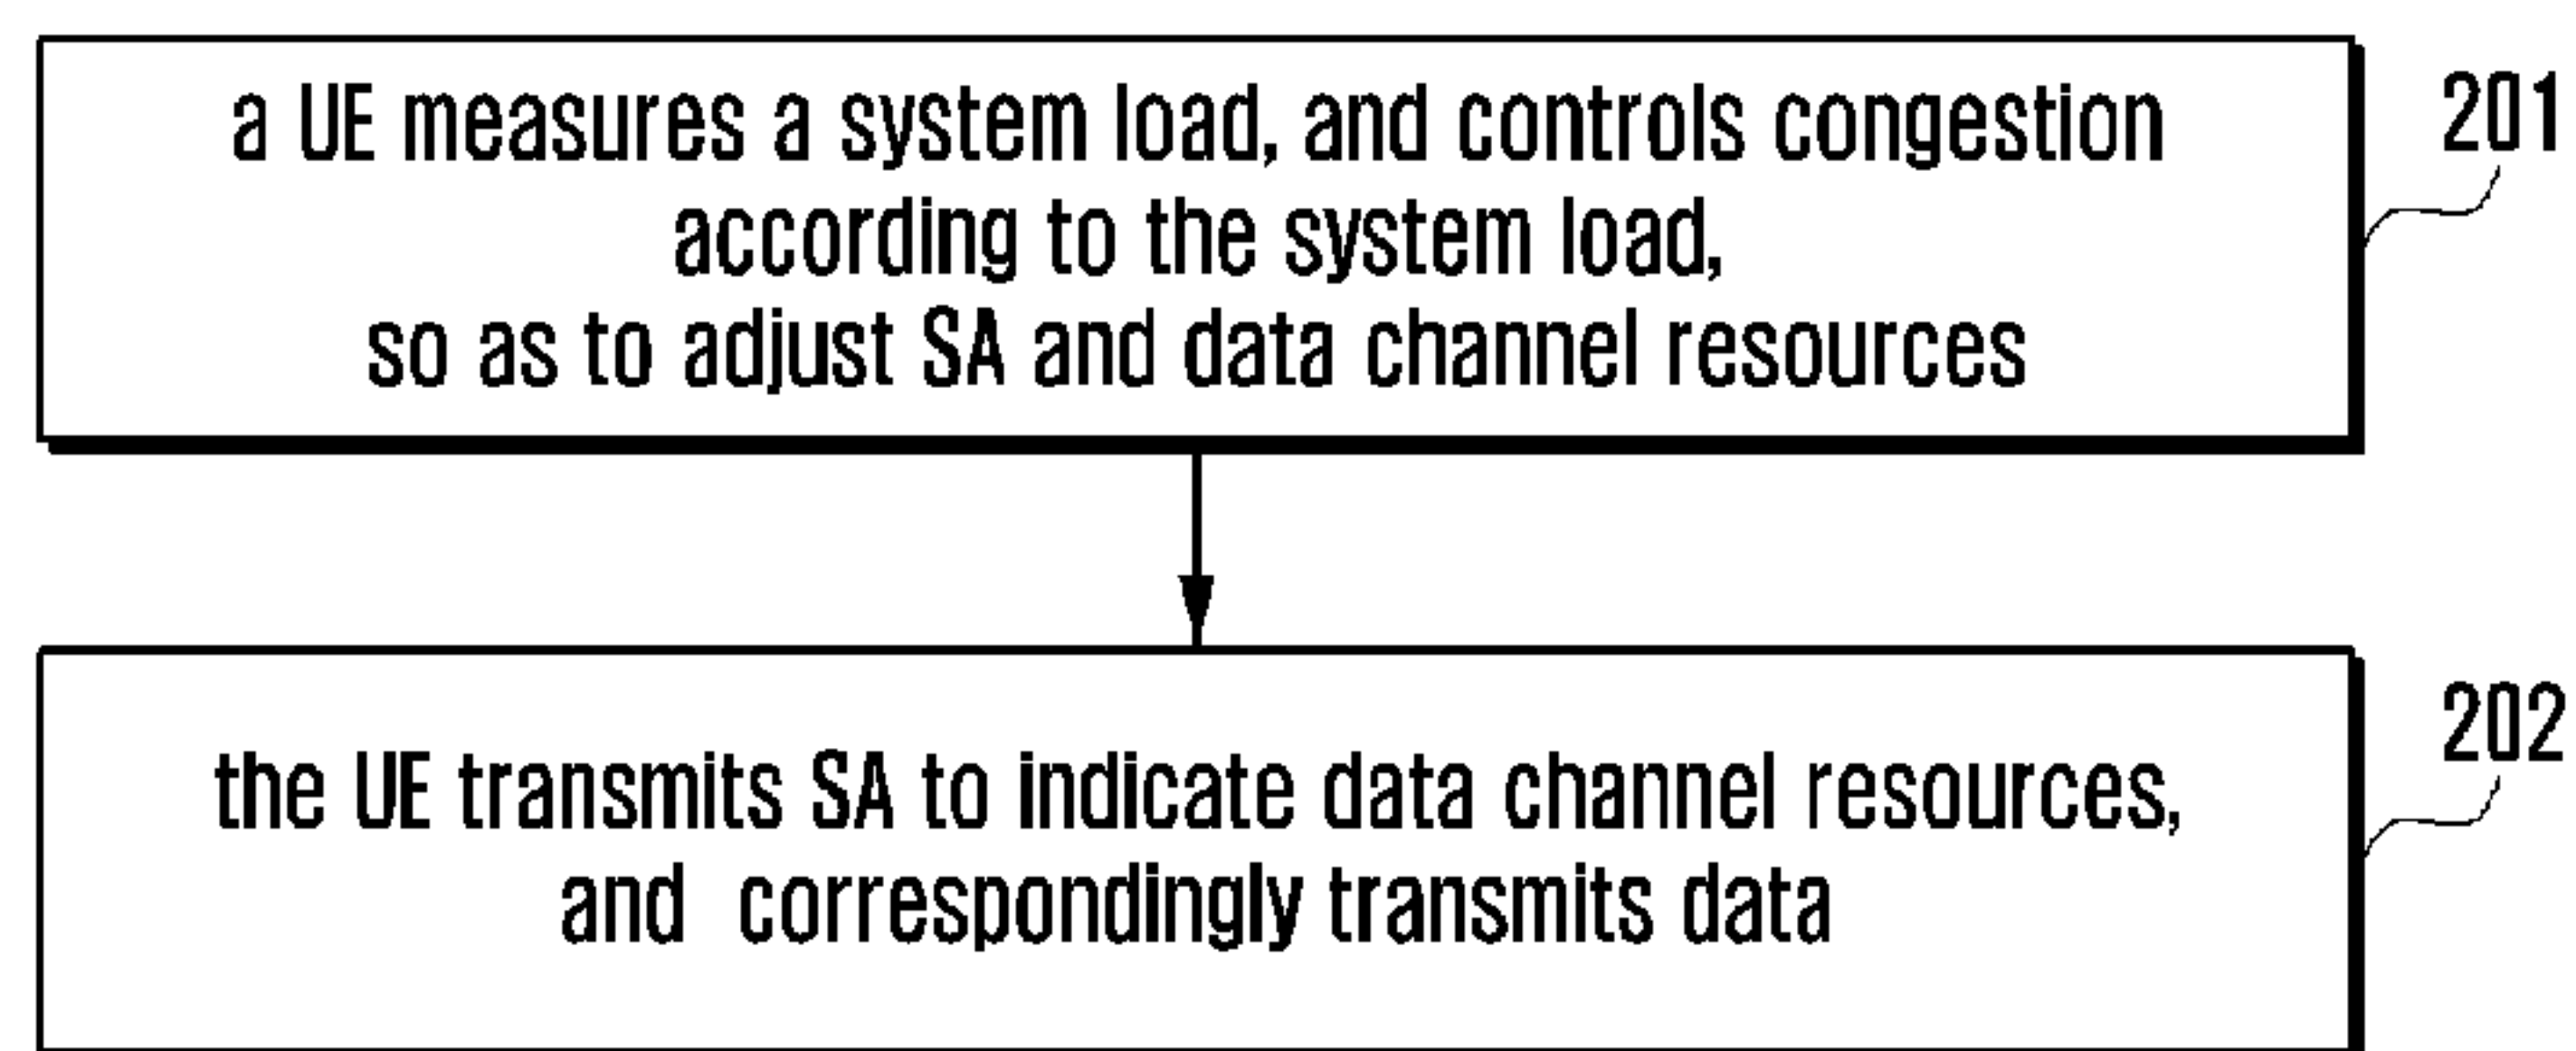 a UE measures a system load, and controls congestion
according to the system load,
so as to adjust SA and data channel resources
201
the UE transmits SA to indicate data channel resources,
and correspondingly transmits data
202